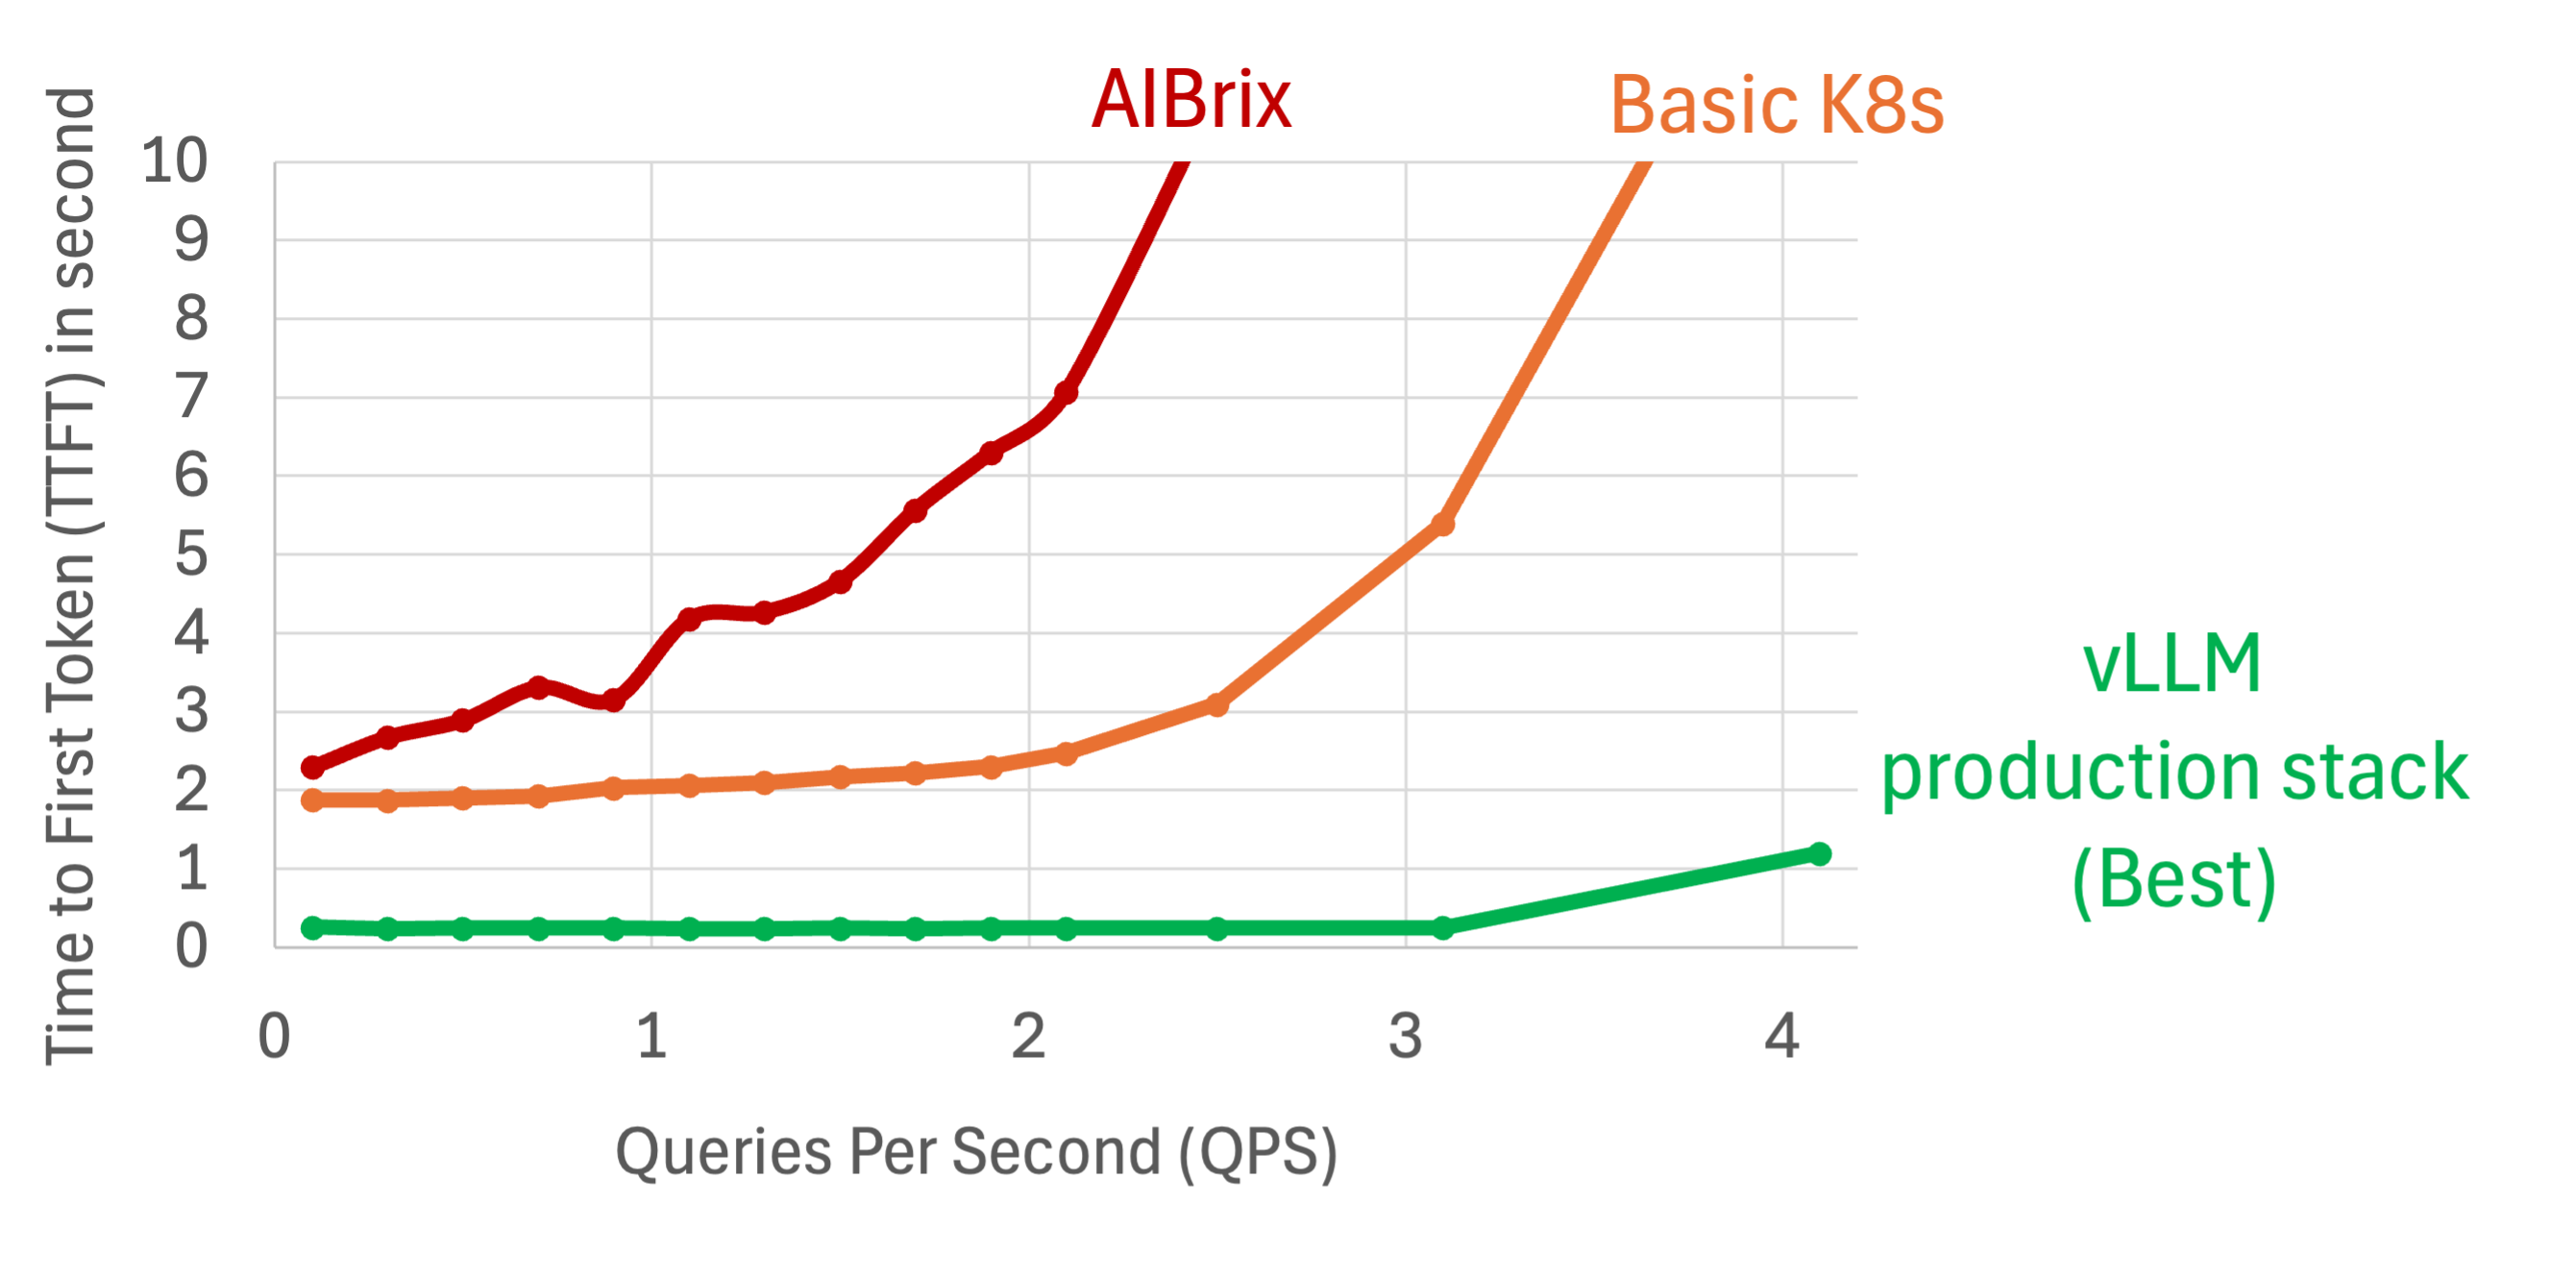 AIBrix
Basic K8s
Time to First Token (TTFT) in second
10
9
8
7
6
5
4
3
2
1
0
vLLM
production stack
(Best)
0 1 2 3 4
Queries Per Second (QPS)